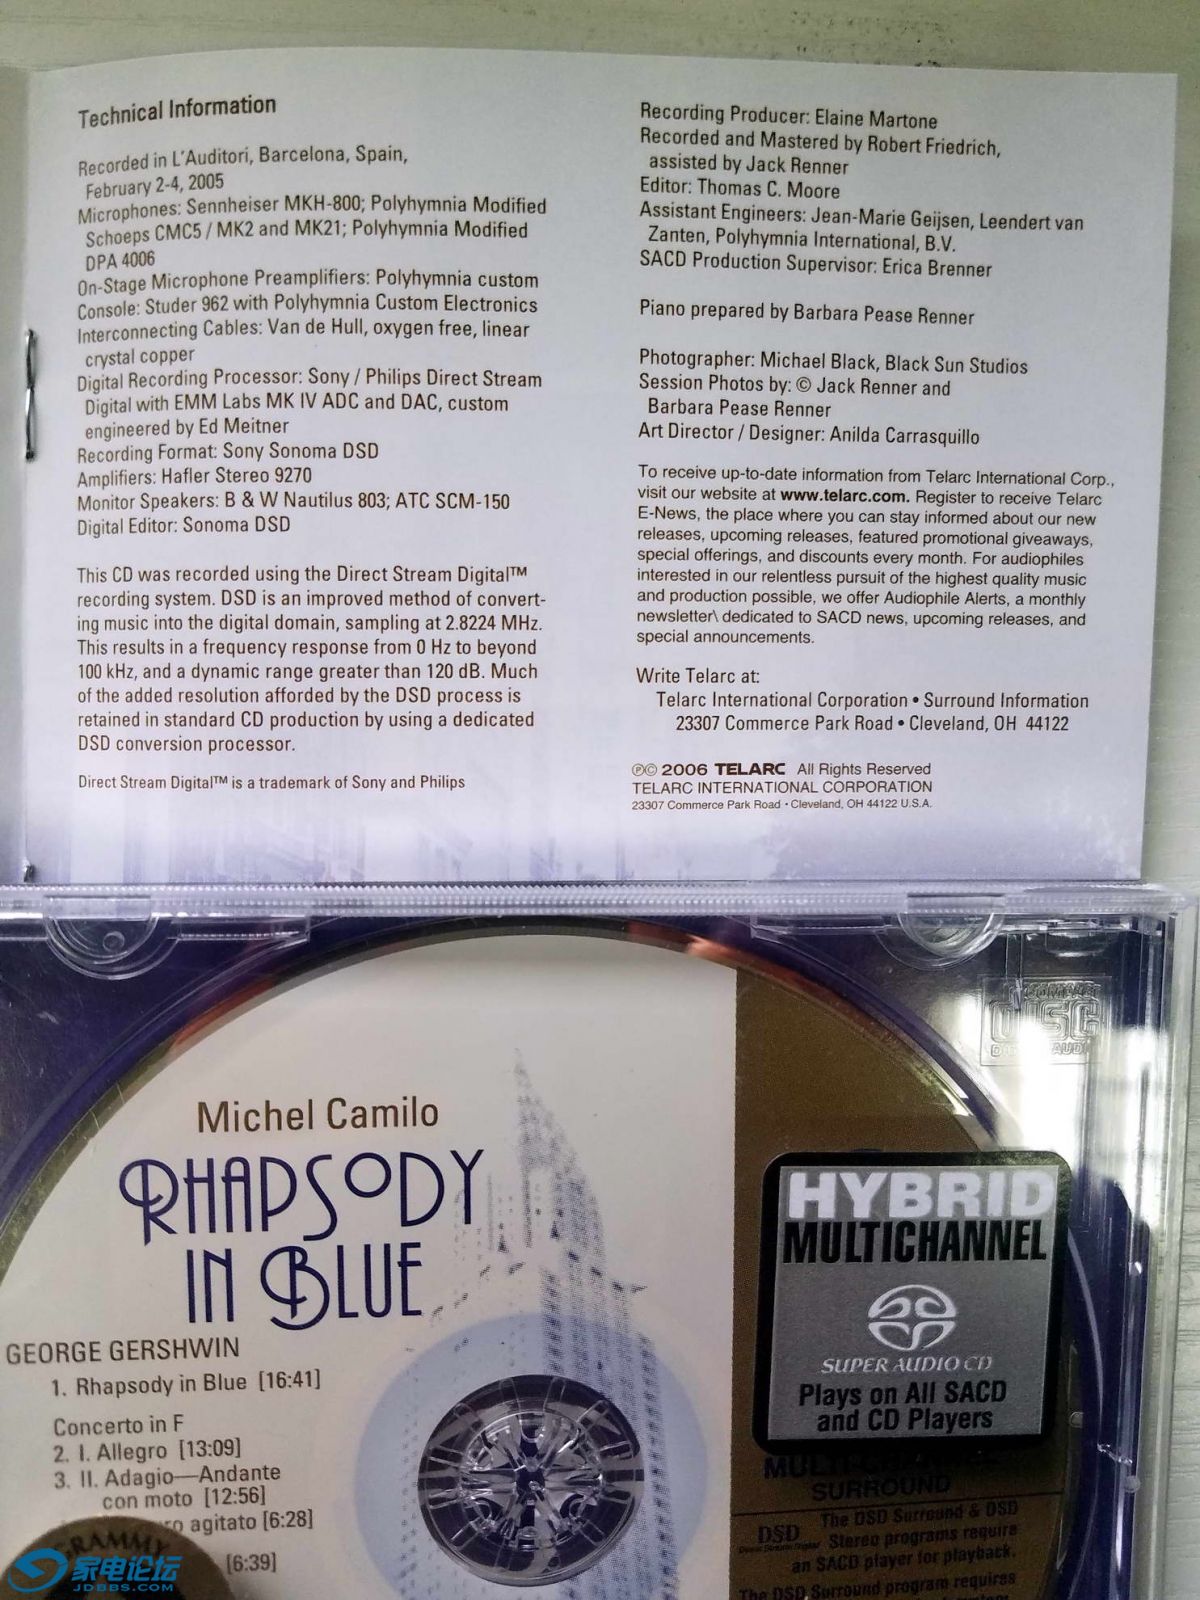 Technical Information
Recorded in L'Auditori, Barcelona, Spain,
February 2-4, 2005
Microphones: Sennheiser MKH-800; Polyhymnia Modified
Schoeps CMC5 / MK2 and MK21; Polyhymnia Modified
DPA 4006
On-Stage Microphone Preamplifiers: Polyhymnia custom
Console: Studer 962 with Polyhymnia Custom Electronics
Interconnecting Cables: Van de Hull, oxygen free, linear
crystal copper
Digital Recording Processor: Sony / Philips Direct Stream
Digital with EMM Labs MK IV ADC and DAC, custom
engineered by Ed Meitner
Recording Format: Sony Sonoma DSD
Amplifiers: Hafler Stereo 9270
Monitor Speakers: B & W Nautilus 803; ATC SCM-150
Digital Editor: Sonoma DSD
This CD was recorded using the Direct Stream Digital™
recording system. DSD is an improved method of convert-
ing music into the digital domain, sampling at 2.8224 MHz.
This results in a frequency response from 0 Hz to beyond
100 kHz, and a dynamic range greater than 120 dB. Much
of the added resolution afforded by the DSD process is
retained in standard CD production by using a dedicated
DSD conversion processor.
Direct Stream Digital™ is a trademark of Sony and Philips
Recording Producer: Elaine Martone
Recorded and Mastered by Robert Friedrich,
assisted by Jack Renner
Editor: Thomas C. Moore
Assistant Engineers: Jean-Marie Geijsen, Leendert van
Zanten, Polyhymnia International, B.V.
SACD Production Supervisor: Erica Brenner
Piano prepared by Barbara Pease Renner
Photographer: Michael Black, Black Sun Studios
Session Photos by: © Jack Renner and
Barbara Pease Renner
Art Director / Designer: Anilda Carrasquillo
To receive up-to-date information from Telarc International Corp.,
visit our website at www.telarc.com. Register to receive Telarc
E-News, the place where you can stay informed about our new
releases, upcoming releases, featured promotional giveaways,
special offerings, and discounts every month. For audiophiles
interested in our relentless pursuit of the highest quality music
and production possible, we offer Audiophile Alerts, a monthly
newsletter\ dedicated to SACD news, upcoming releases, and
special announcements.
Write Telarc at:
Telarc International Corporation • Surround Information
23307 Commerce Park Road • Cleveland, OH 44122
℗© 2006 TELARC All Rights Reserved
TELARC INTERNATIONAL CORPORATION
23307 Commerce Park Road • Cleveland, OH 44122 U.S.A.
COMPACT
disc
DIGITAL AUDIO
Michel Camilo
RHAPSODY
IN BLUE
GEORGE GERSHWIN
1. Rhapsody in Blue [16:41]
Concerto in F
2. I. Allegro [13:09]
3. II. Adagio—Andante
con moto [12:56]
agitato [6:28]
[6:39]
GRAMMY
HYBRID
MULTICHANNEL
SUPER AUDIO CD
Plays on All SACD
and CD Players
SURROUND
DSD
The DSD Surround & DSD
Stereo programs require
an SACD player for playback.
The DSD Surround program requires
家电论坛
JDBBS.COM